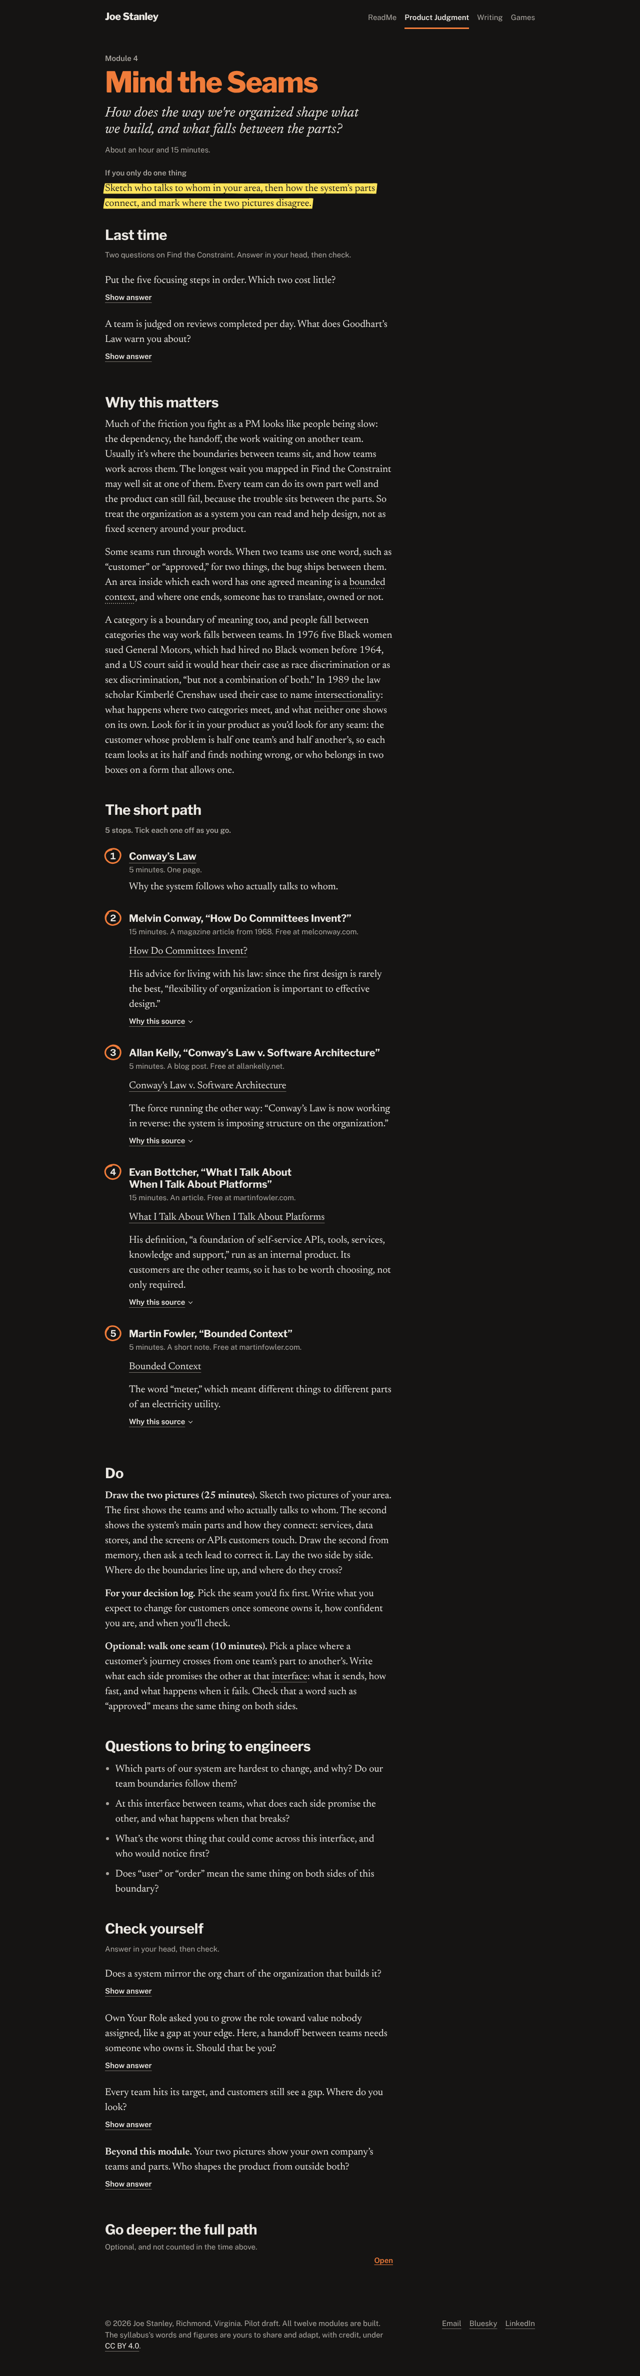 Joe Stanley
ReadMe Product Judgment Writing Games
Module 4
Mind the Seams
How does the way we're organized shape what
we build, and what falls between the parts?
About an hour and 15 minutes.
If you only do one thing
Sketch who talks to whom in your area, then how the system's parts
connect, and mark where the two pictures disagree.
Last time
Two questions on Find the Constraint. Answer in your head, then check.
Put the five focusing steps in order. Which two cost little?
Show answer
A team is judged on reviews completed per day. What does Goodhart's
Law warn you about?
Show answer
Why this matters
Much of the friction you fight as a PM looks like people being slow:
the dependency, the handoff, the work waiting on another team.
Usually it's where the boundaries between teams sit, and how teams
work across them. The longest wait you mapped in Find the Constraint
may well sit at one of them. Every team can do its own part well and
the product can still fail, because the trouble sits between the parts. So
treat the organization as a system you can read and help design, not as
fixed scenery around your product.
Some seams run through words. When two teams use one word, such as
“customer” or “approved,” for two things, the bug ships between them.
An area inside which each word has one agreed meaning is a bounded
context, and where one ends, someone has to translate, owned or not.
A category is a boundary of meaning too, and people fall between
categories the way work falls between teams. In 1976 five Black women
sued General Motors, which had hired no Black women before 1964,
and a US court said it would hear their case as race discrimination or as
sex discrimination, “but not a combination of both.” In 1989 the law
scholar Kimberlé Crenshaw used their case to name intersectionality:
what happens where two categories meet, and what neither one shows
on its own. Look for it in your product as you'd look for any seam: the
customer whose problem is half one team's and half another's, so each
team looks at its half and finds nothing wrong, or who belongs in two
boxes on a form that allows one.
The short path
5 stops. Tick each one off as you go.
1 Conway's Law
5 minutes. One page.
Why the system follows who actually talks to whom.
2 Melvin Conway, “How Do Committees Invent?”
15 minutes. A magazine article from 1968. Free at melconway.com.
How Do Committees Invent?
His advice for living with his law: since the first design is rarely
the best, “flexibility of organization is important to effective
design.”
Why this source
3 Allan Kelly, “Conway's Law v. Software Architecture”
5 minutes. A blog post. Free at allankelly.net.
Conway's Law v. Software Architecture
The force running the other way: “Conway's Law is now working
in reverse: the system is imposing structure on the organization.”
Why this source
4 Evan Bottcher, “What I Talk About
When I Talk About Platforms”
15 minutes. An article. Free at martinfowler.com.
What I Talk About When I Talk About Platforms
His definition, “a foundation of self-service APIs, tools, services,
knowledge and support,” run as an internal product. Its
customers are the other teams, so it has to be worth choosing, not
only required.
Why this source
5 Martin Fowler, “Bounded Context”
5 minutes. A short note. Free at martinfowler.com.
Bounded Context
The word “meter,” which meant different things to different parts
of an electricity utility.
Why this source
Do
Draw the two pictures (25 minutes). Sketch two pictures of your area.
The first shows the teams and who actually talks to whom. The second
shows the system's main parts and how they connect: services, data
stores, and the screens or APIs customers touch. Draw the second from
memory, then ask a tech lead to correct it. Lay the two side by side.
Where do the boundaries line up, and where do they cross?
For your decision log. Pick the seam you'd fix first. Write what you
expect to change for customers once someone owns it, how confident
you are, and when you'll check.
Optional: walk one seam (10 minutes). Pick a place where a
customer's journey crosses from one team's part to another's. Write
what each side promises the other at that interface: what it sends, how
fast, and what happens when it fails. Check that a word such as
“approved” means the same thing on both sides.
Questions to bring to engineers
Which parts of our system are hardest to change, and why? Do our
team boundaries follow them?
At this interface between teams, what does each side promise the
other, and what happens when that breaks?
What's the worst thing that could come across this interface, and
who would notice first?
Does “user” or “order” mean the same thing on both sides of this
boundary?
Check yourself
Answer in your head, then check.
Does a system mirror the org chart of the organization that builds it?
Show answer
Own Your Role asked you to grow the role toward value nobody
assigned, like a gap at your edge. Here, a handoff between teams needs
someone who owns it. Should that be you?
Show answer
Every team hits its target, and customers still see a gap. Where do you
look?
Show answer
Beyond this module. Your two pictures show your own company's
teams and parts. Who shapes the product from outside both?
Show answer
Go deeper: the full path
Optional, and not counted in the time above.
Open
© 2026 Joe Stanley, Richmond, Virginia. Pilot draft. All twelve modules are built.
The syllabus's words and figures are yours to share and adapt, with credit, under
CC BY 4.0.
Email Bluesky LinkedIn